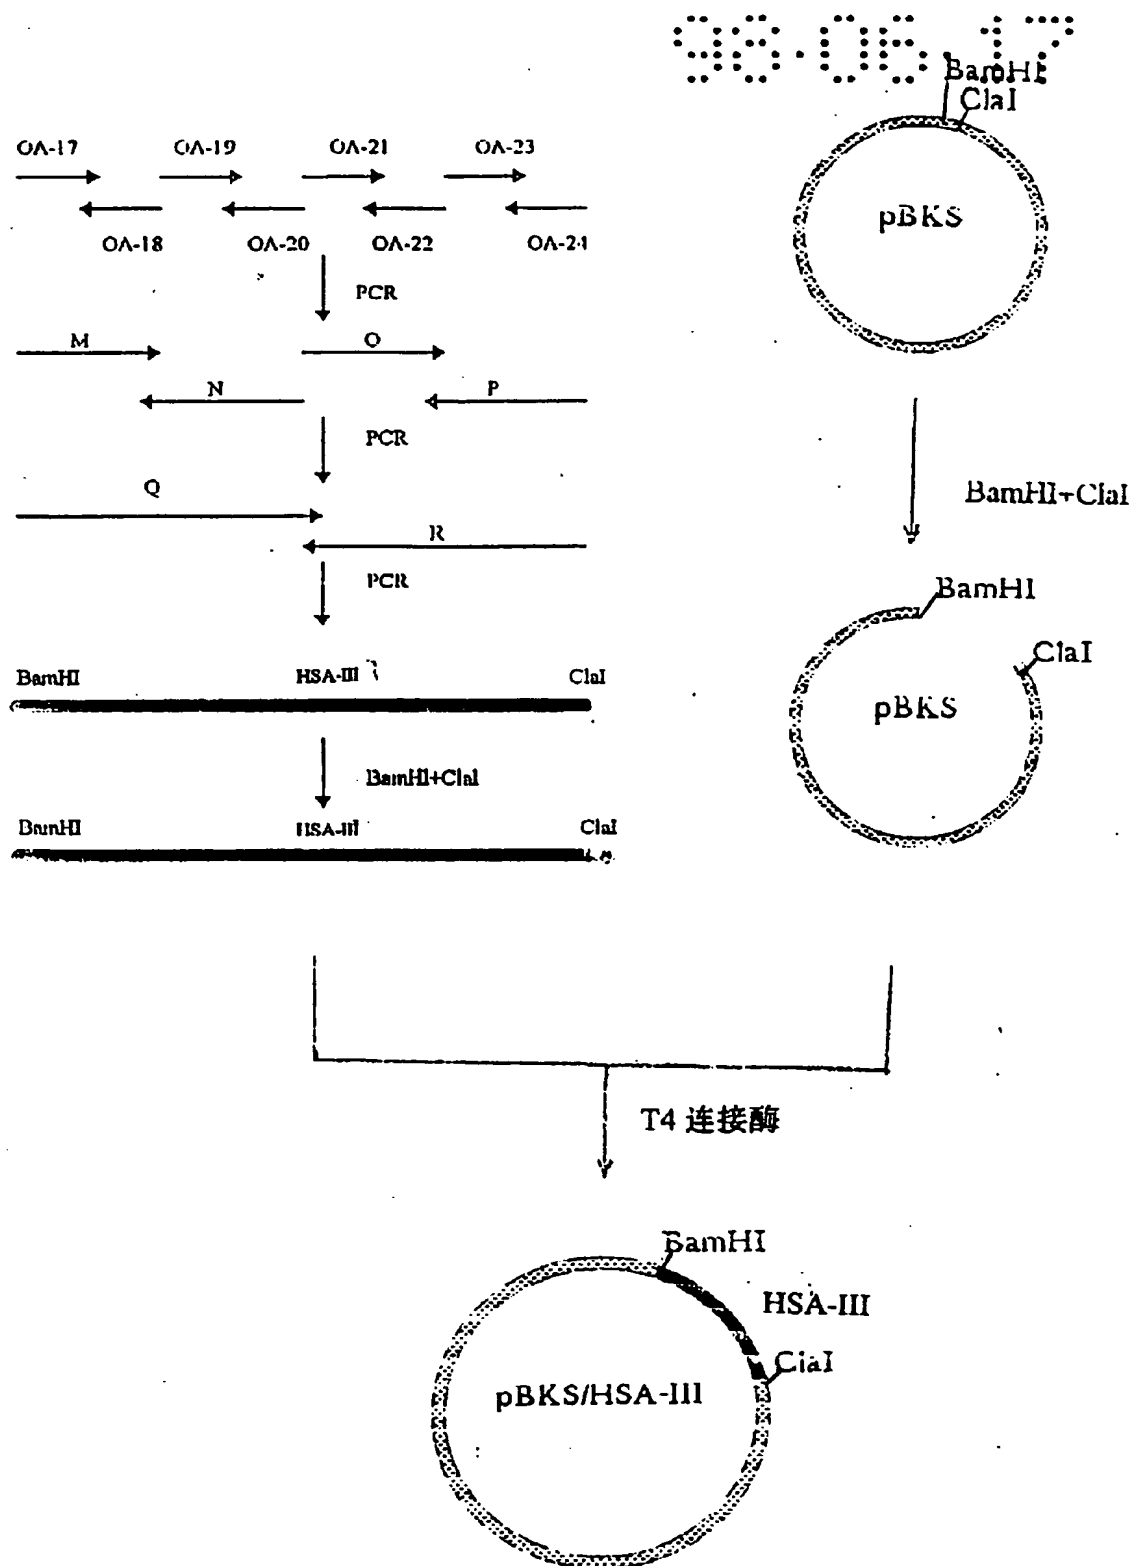 98·06·17
BamHI
ClaI
pBKS
OA-17 OA-19 OA-21 OA-23
OA-18 OA-20 OA-22 OA-24
PCR
M O
N P
PCR
BamHI+ClaI
Q
R
PCR
BamHI
ClaI
pBKS
BamHI HSA-III ClaI
BamHI+ClaI
BamHI HSA-III ClaI
T4 连接酶
BamHI
HSA-III
ClaI
pBKS/HSA-III